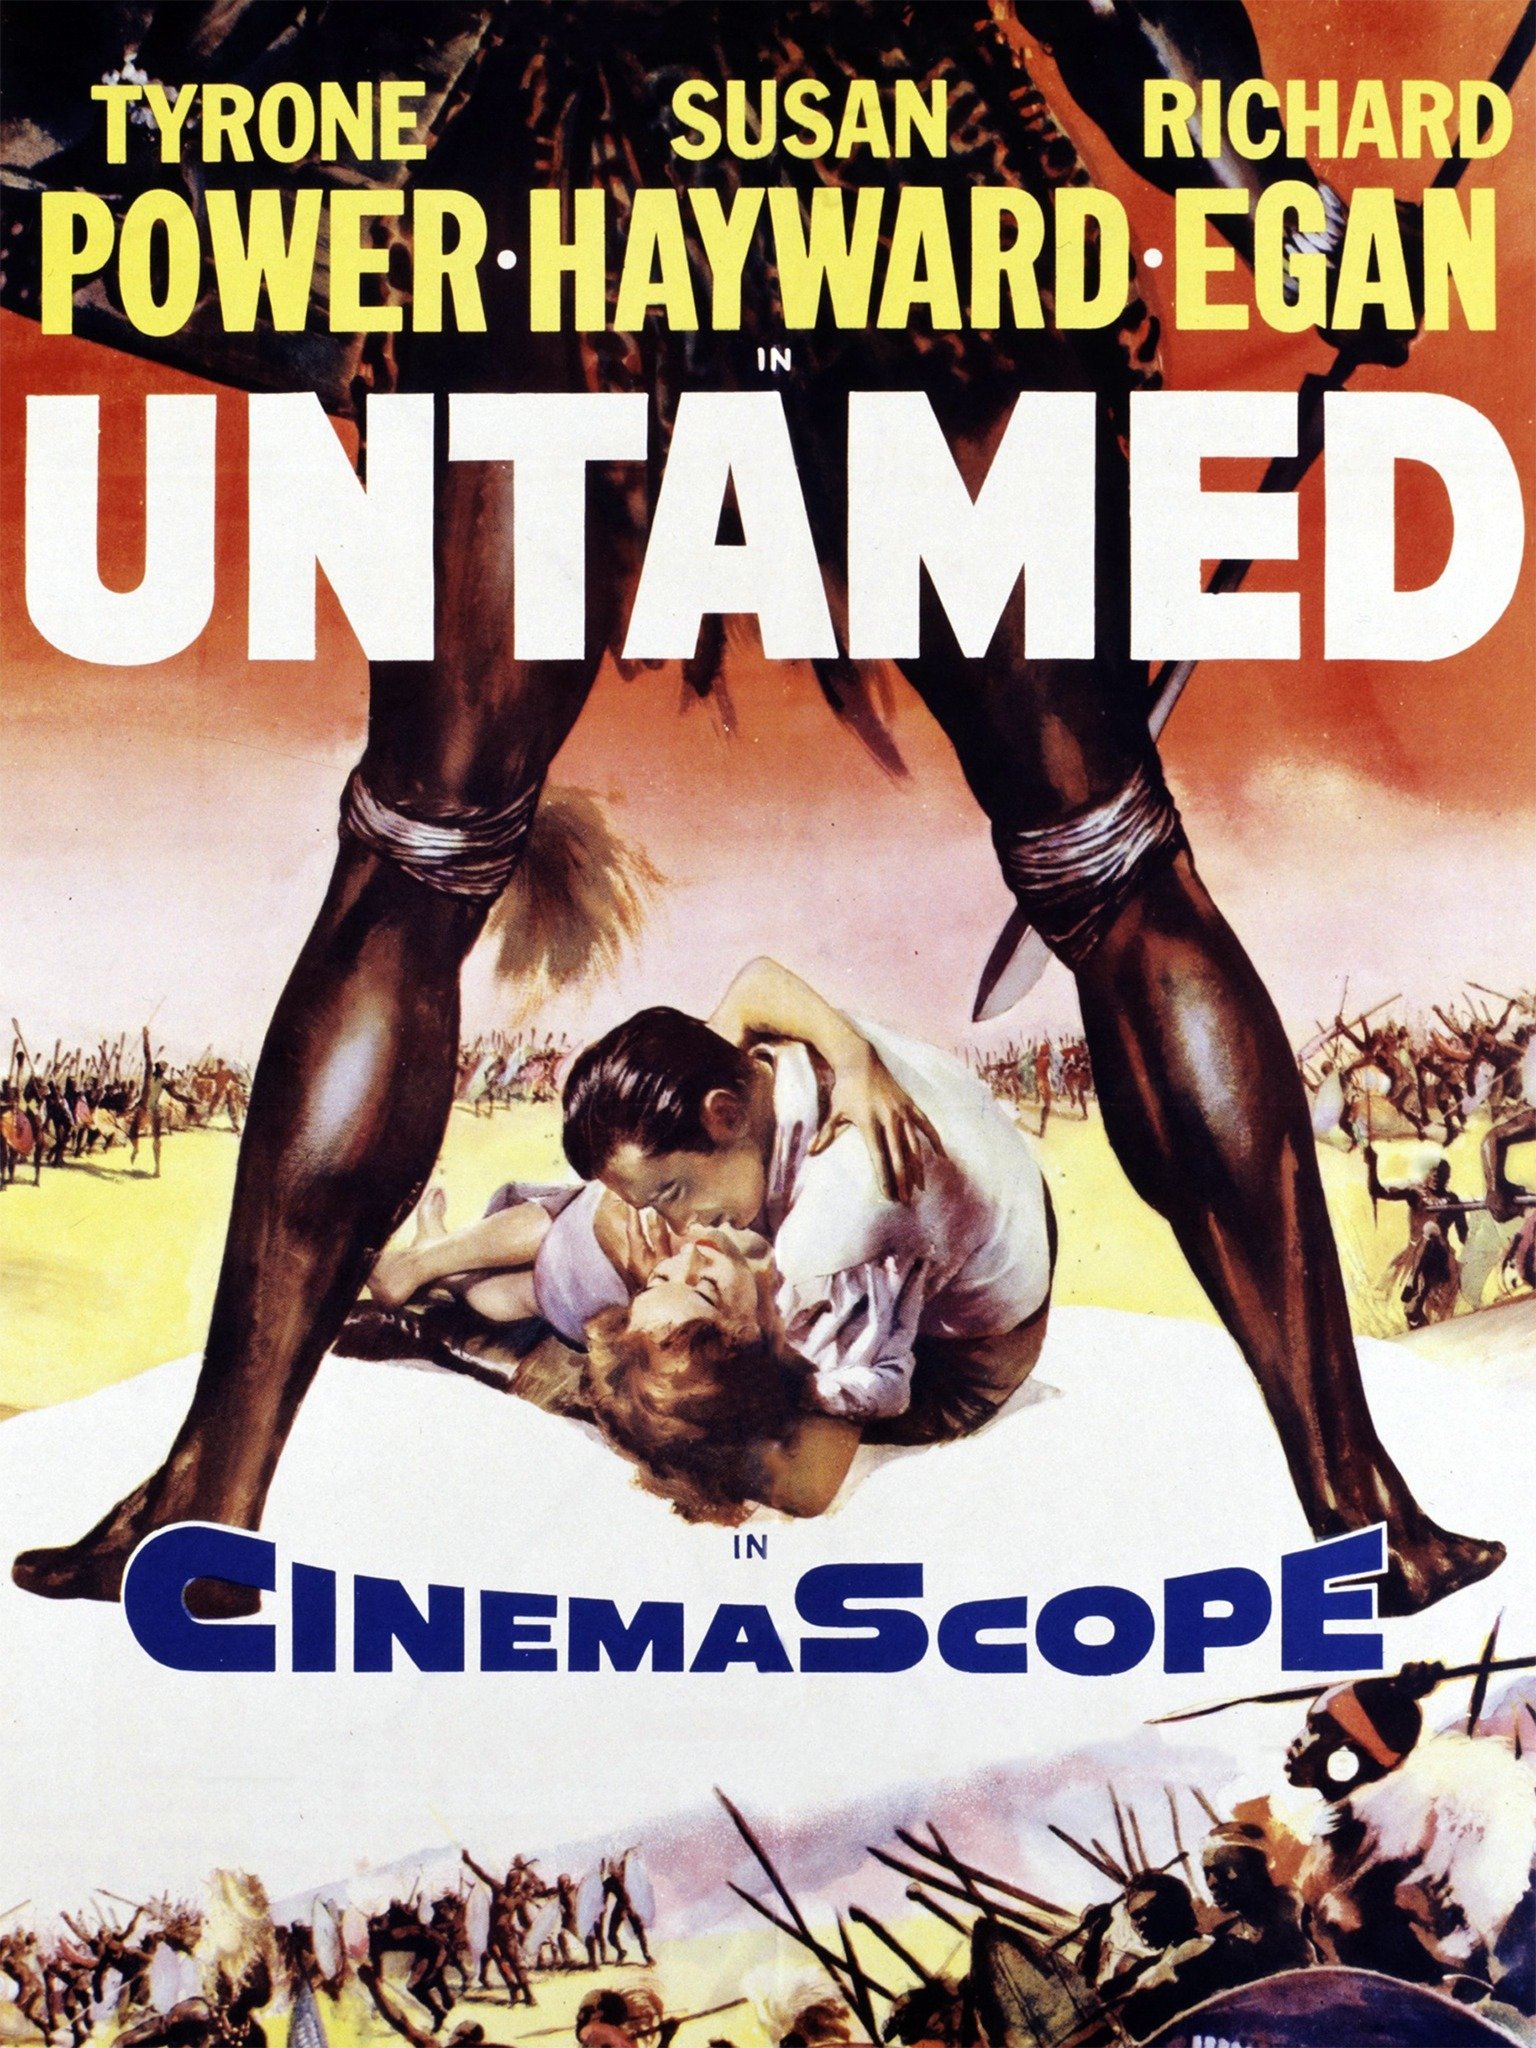 TYRONE SUSAN RICHARD
POWER · HAYWARD · EGAN
IN
UNTAMED
IN
CINEMASCOPE